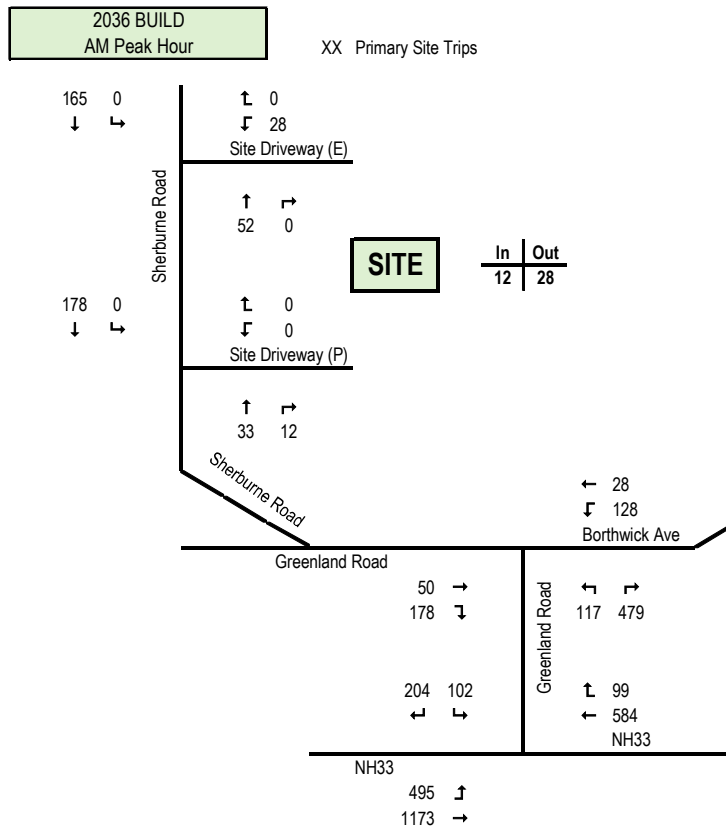 2036 BUILD
AM Peak Hour
XX Primary Site Trips
165 0
↓ ↳
↑ 0
↓ 28
Site Driveway (E)
Sherburne Road
↑ ↱
52 0
SITE
In Out
12 28
178 0
↓ ↳
↑ 0
↓ 0
Site Driveway (P)
↑ ↱
33 12
Sherburne Road
← 28
↓ 128
Borthwick Ave
Greenland Road
50 →
178 ↴
Greenland Road
↰ ↱
117 479
204 102
↵ ↳
↑ 99
← 584
NH33
NH33
495 ↑
1173 →